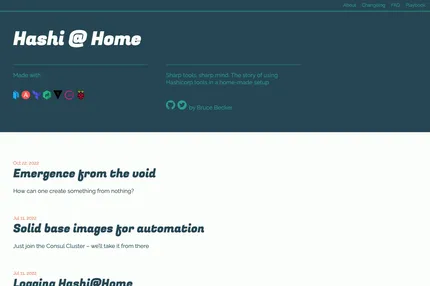 About Changelog FAQ Playbook
Hashi @ Home
Made with:
Sharp tools, sharp mind. The story of using
Hashicorp tools in a home-made setup.
by Bruce Becker
Oct 22, 2022
Emergence from the void
How can one create something from nothing?
Jul 11, 2022
Solid base images for automation
Just join the Consul Cluster – we'll take it from there
Jul 11, 2022
Logging Hashi@Home